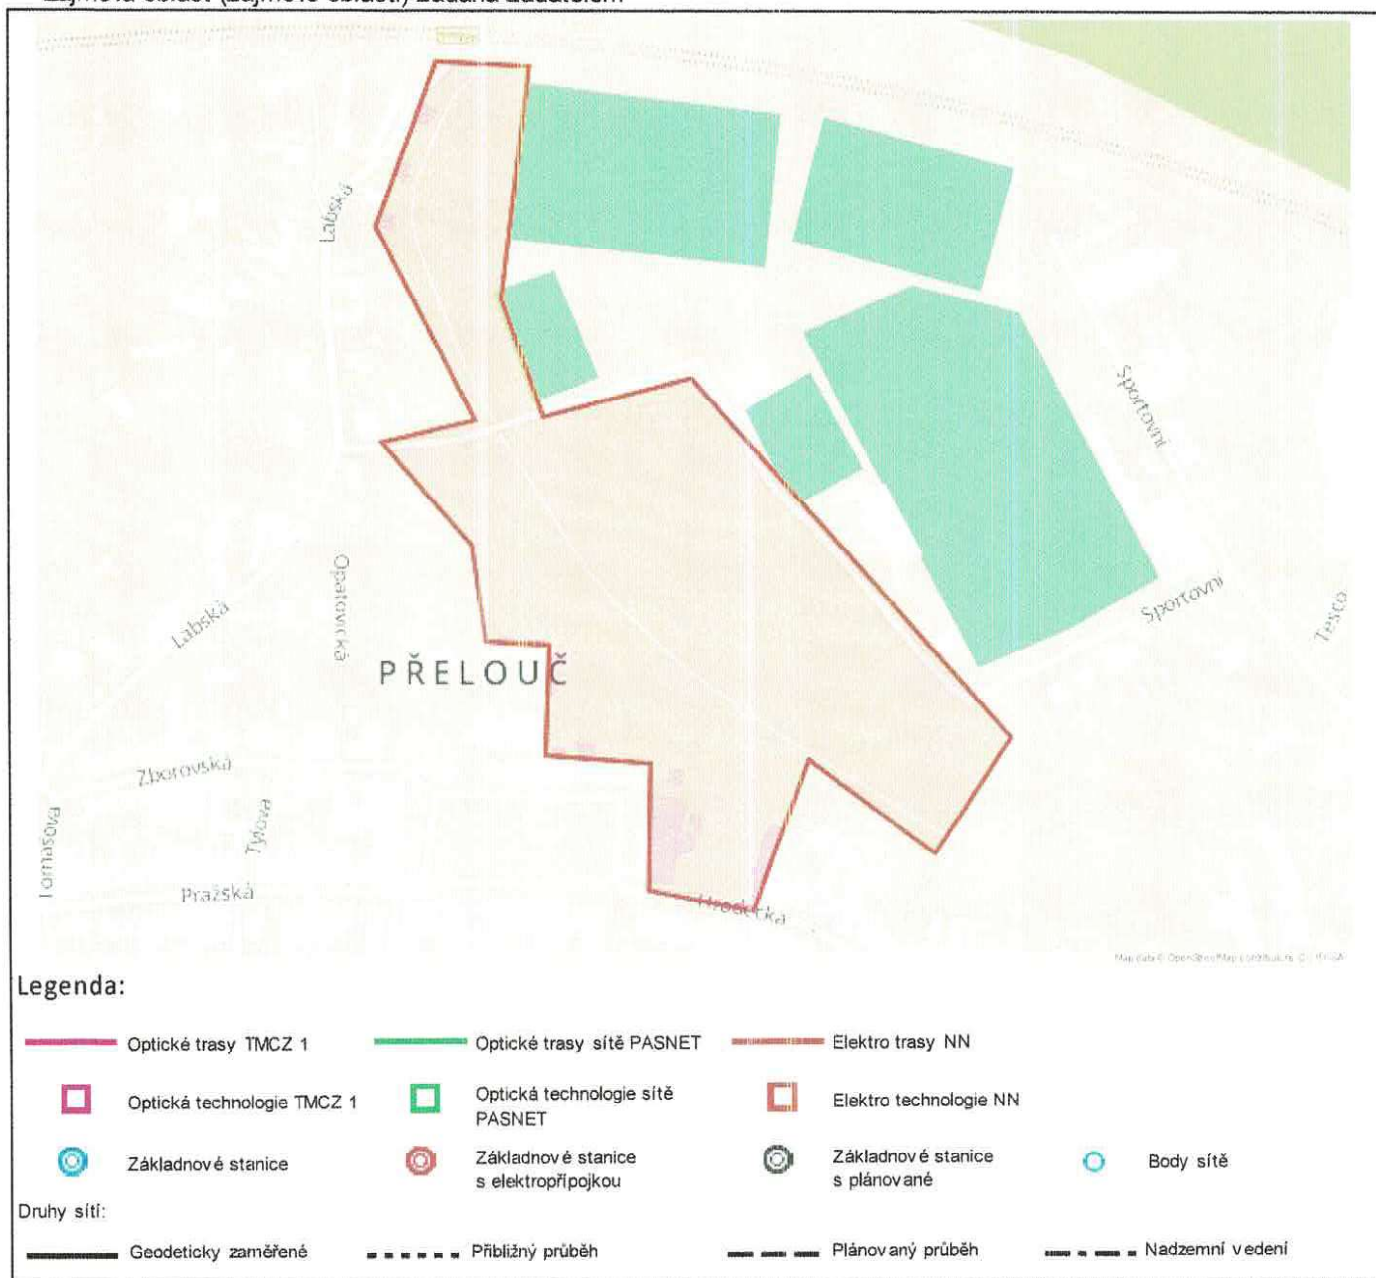 Labská
Sportovní
Opatovická
Labská
Sportovní
Tesco
PŘELOUČ
Zborovská
Tylova
Pražská
Legenda:
Optické trasy TMCZ 1
Optické trasy sítě PASNET
Elektro trasy NN
Optická technologie TMCZ 1
Optická technologie sítě
PASNET
Elektro technologie NN
Základnové stanice
Základnové stanice
s elektropřípojkou
Základnové stanice
s plánované
Body sítě
Druhy sítí:
Geodeticky zaměřené
Přibližný průběh
Plánovaný průběh
Nadzemní vedení